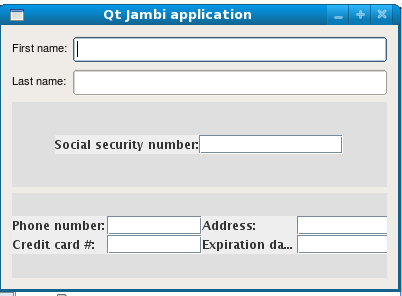 Qt Jambi application
First name:
Last name:
Social security number:
Phone number: Address:
Credit card #: Expiration da...